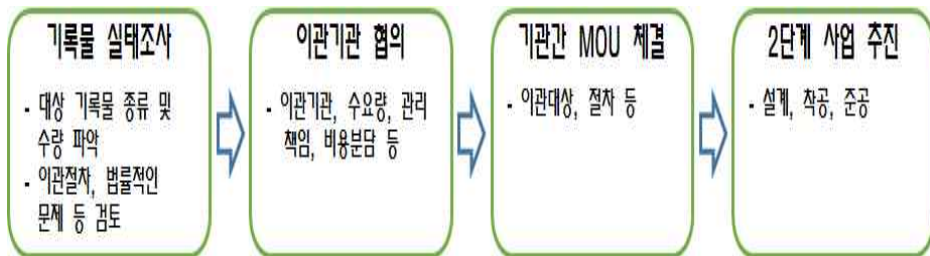 기록물 실태조사
- 대상 기록물 종류 및
수량 파악
- 이관절차, 법률적인
문제 등 검토
이관기관 협의
- 이관기관, 수요량, 관리
책임, 비용분담 등
기관간 MOU 체결
- 이관대상, 절차 등
2단계 사업 추진
- 설계, 착공, 준공